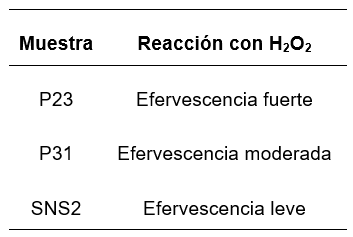 Muestra Reacción con H₂O₂
P23 Efervescencia fuerte
P31 Efervescencia moderada
SNS2 Efervescencia leve